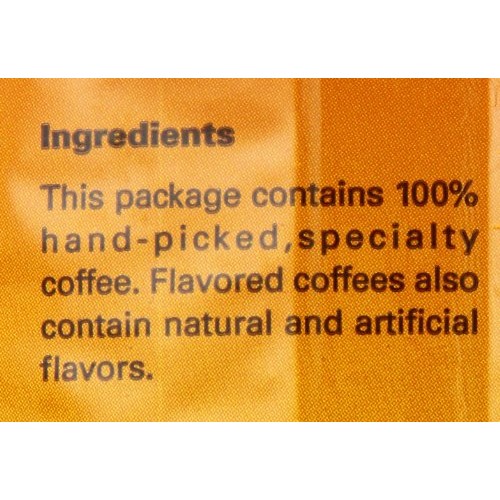 Ingredients
This package contains 100%
hand-picked,specialty
coffee. Flavored coffees also
contain natural and artificial
flavors.